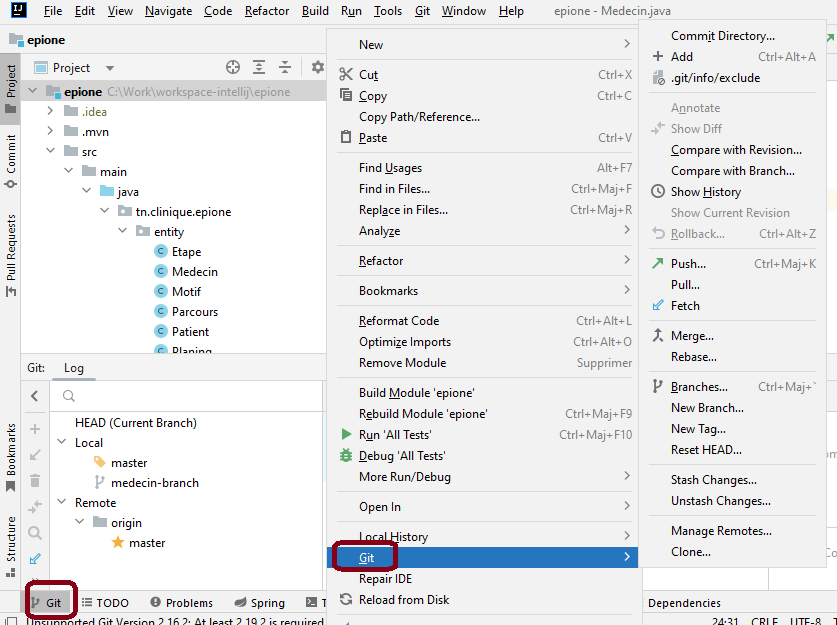 IJ File Edit View Navigate Code Refactor Build Run Tools Git Window Help epione - Medecin.java
epione
Project
Commit
Pull Requests
Bookmarks
Structure
Project
epione C:\Work\workspace-intellij\epione
.idea
.mvn
src
main
java
tn.clinique.epione
entity
Etape
Medecin
Motif
Parcours
Patient
Planing
Git: Log
HEAD (Current Branch)
Local
master
medecin-branch
Remote
origin
master
New
Cut Ctrl+X
Copy Ctrl+C
Copy Path/Reference...
Paste Ctrl+V
Find Usages Alt+F7
Find in Files... Ctrl+Maj+F
Replace in Files... Ctrl+Maj+R
Analyze
Refactor
Bookmarks
Reformat Code Ctrl+Alt+L
Optimize Imports Ctrl+Alt+O
Remove Module Supprimer
Build Module 'epione'
Rebuild Module 'epione' Ctrl+Maj+F9
Run 'All Tests' Ctrl+Maj+F10
Debug 'All Tests'
More Run/Debug
Open In
Local History
Git
Repair IDE
Reload from Disk
Commit Directory...
Add Ctrl+Alt+A
.git/info/exclude
Annotate
Show Diff
Compare with Revision...
Compare with Branch...
Show History
Show Current Revision
Rollback... Ctrl+Alt+Z
Push... Ctrl+Maj+K
Pull...
Fetch
Merge...
Rebase...
Branches... Ctrl+Maj+`
New Branch...
New Tag...
Reset HEAD...
Stash Changes...
Unstash Changes...
Manage Remotes...
Clone...
Git TODO Problems Spring Dependencies
Unsupported Git Version 2.16.2: At least 2.19.2 is required 24:31 CRLF UTF-8